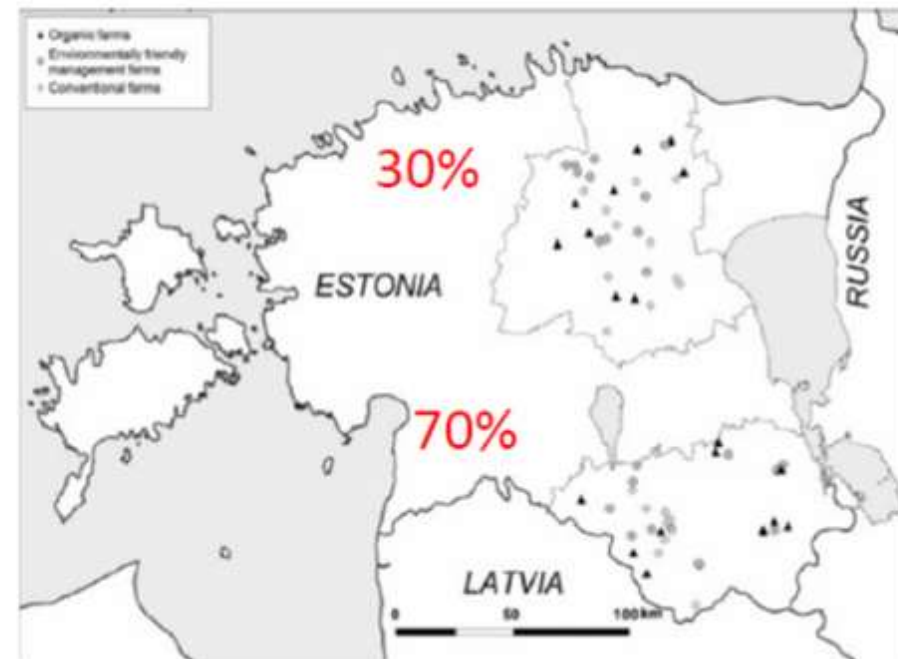 Organic farms
Environmentally friendly
management farms
Conventional farms
30%
ESTONIA
RUSSIA
70%
LATVIA
0 50 100 km